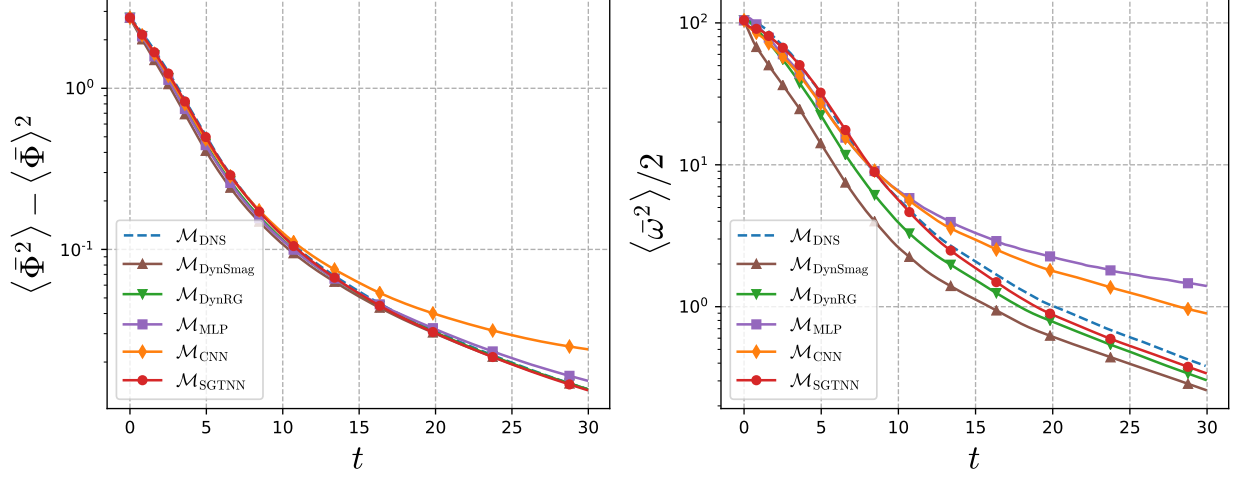 ⟨Φ̄²⟩ − ⟨Φ̄⟩²
10⁰
10⁻¹
M_DNS
M_DynSmag
M_DynRG
M_MLP
M_CNN
M_SGTNN
0 5 10 15 20 25 30
t
⟨ω̄²⟩/2
10²
10¹
10⁰
M_DNS
M_DynSmag
M_DynRG
M_MLP
M_CNN
M_SGTNN
0 5 10 15 20 25 30
t